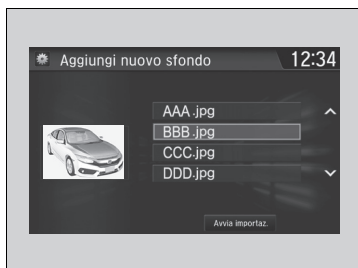 Aggiungi nuovo sfondo 12:34
AAA.jpg
BBB.jpg
CCC.jpg
DDD.jpg
Avvia importaz.